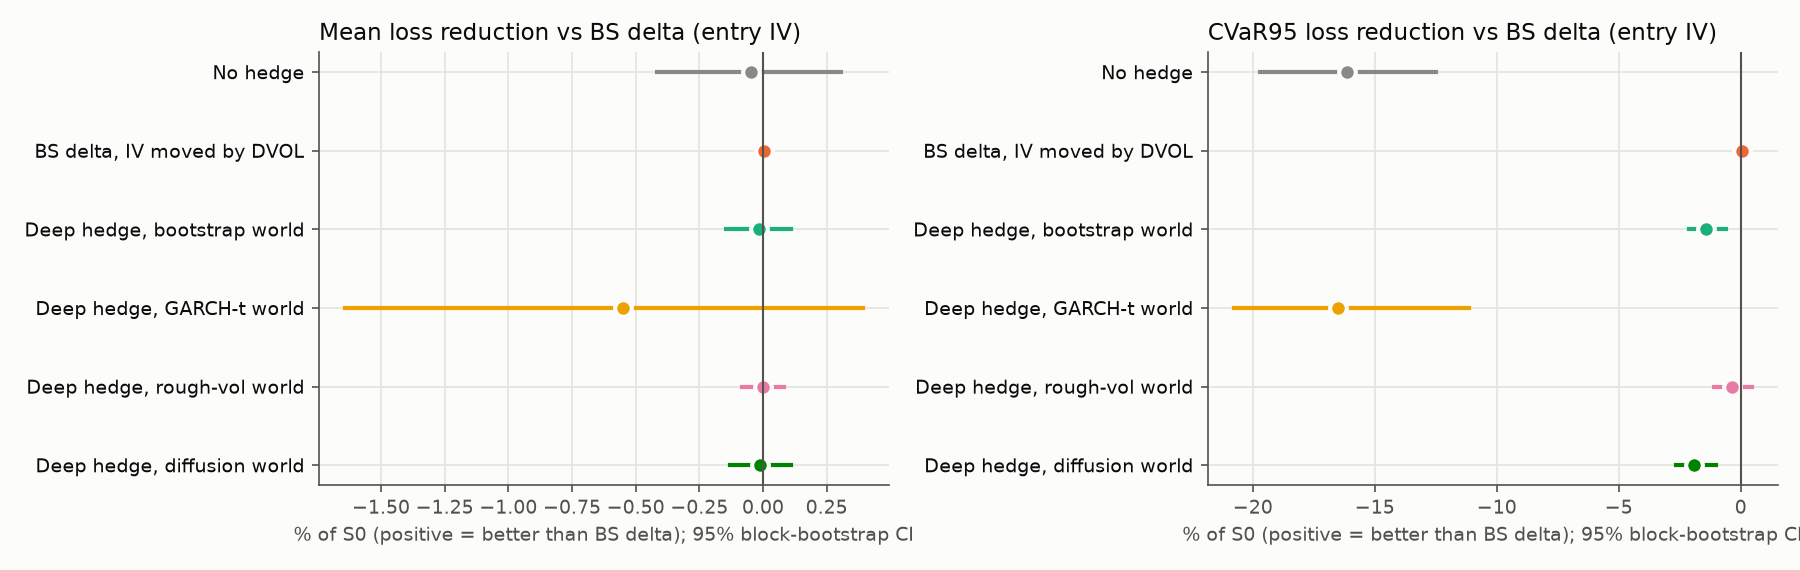 Mean loss reduction vs BS delta (entry IV)
No hedge
BS delta, IV moved by DVOL
Deep hedge, bootstrap world
Deep hedge, GARCH-t world
Deep hedge, rough-vol world
Deep hedge, diffusion world
−1.50 −1.25 −1.00 −0.75 −0.50 −0.25 0.00 0.25
% of S0 (positive = better than BS delta); 95% block-bootstrap CI
CVaR95 loss reduction vs BS delta (entry IV)
No hedge
BS delta, IV moved by DVOL
Deep hedge, bootstrap world
Deep hedge, GARCH-t world
Deep hedge, rough-vol world
Deep hedge, diffusion world
−20 −15 −10 −5 0
% of S0 (positive = better than BS delta); 95% block-bootstrap CI